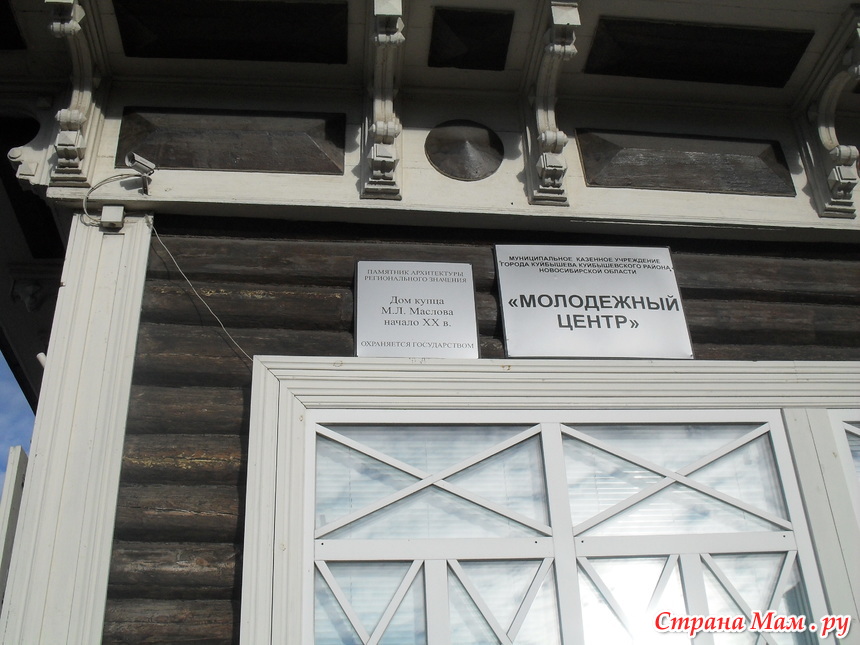 ПАМЯТНИК АРХИТЕКТУРЫ
РЕГИОНАЛЬНОГО ЗНАЧЕНИЯ
Дом купца
М.Л. Маслова
начало XX в.
ОХРАНЯЕТСЯ ГОСУДАРСТВОМ
МУНИЦИПАЛЬНОЕ КАЗЕННОЕ УЧРЕЖДЕНИЕ
ГОРОДА КУЙБЫШЕВА КУЙБЫШЕВСКОГО РАЙОНА
НОВОСИБИРСКОЙ ОБЛАСТИ
«МОЛОДЕЖНЫЙ
ЦЕНТР»
Страна Мам.ру